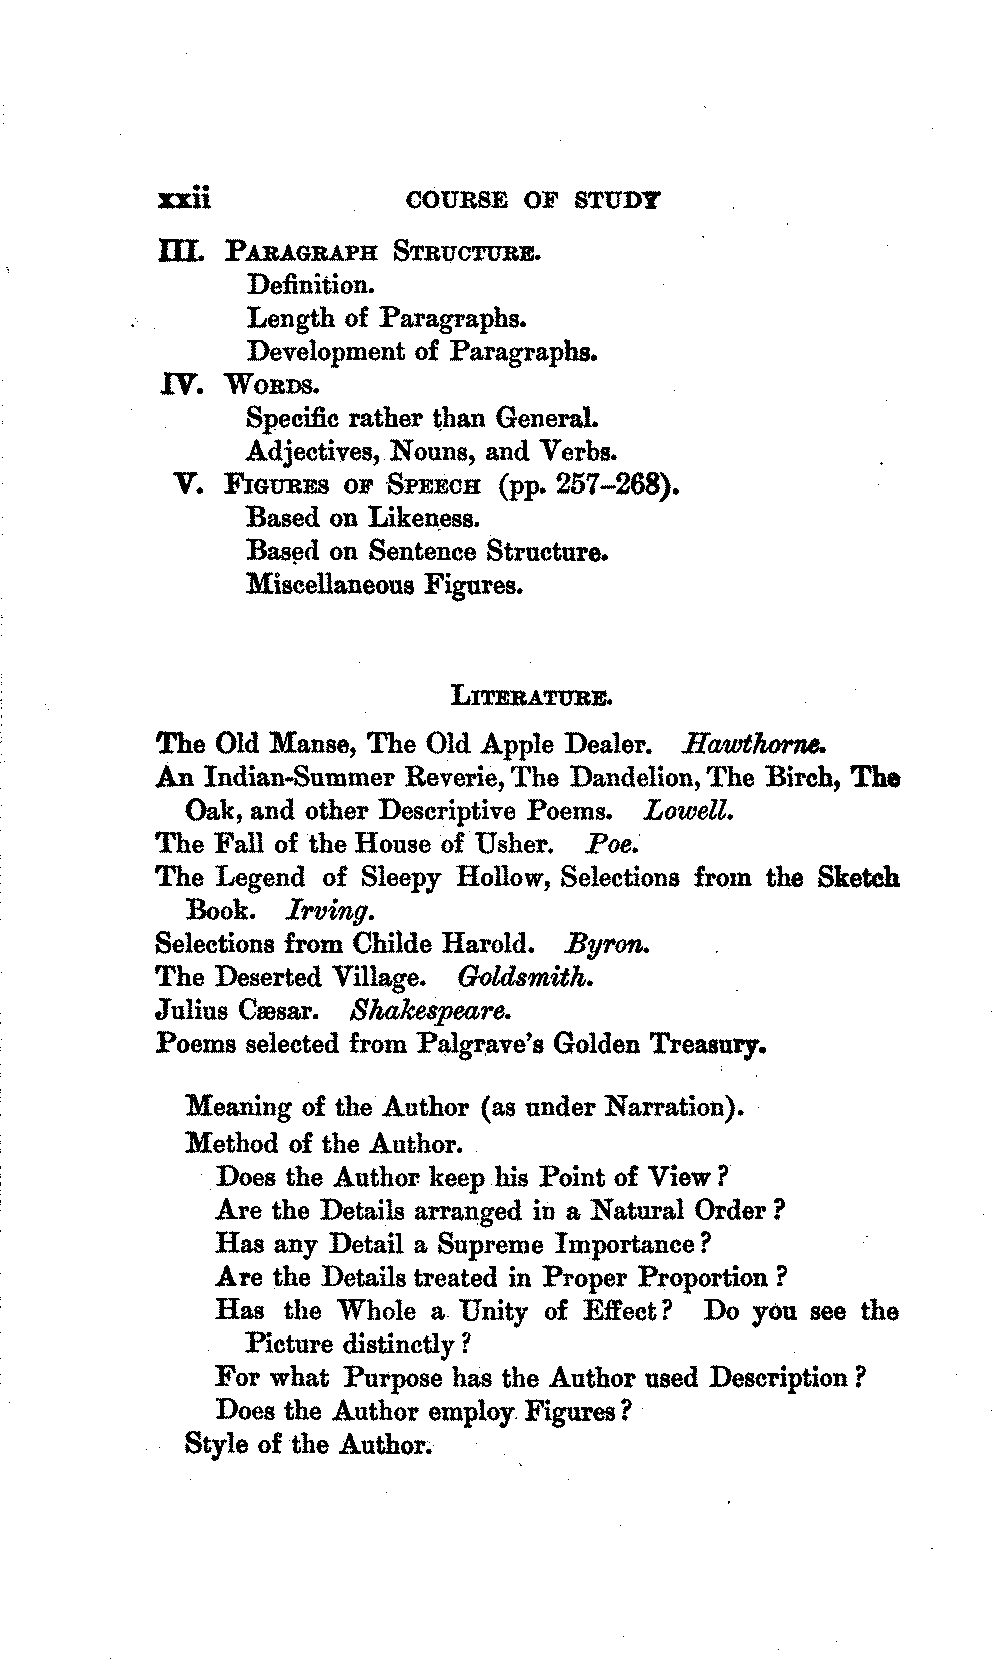 xxii COURSE OF STUDY
III. PARAGRAPH STRUCTURE.
Definition.
Length of Paragraphs.
Development of Paragraphs.
IV. WORDS.
Specific rather than General.
Adjectives, Nouns, and Verbs.
V. FIGURES OF SPEECH (pp. 257–268).
Based on Likeness.
Based on Sentence Structure.
Miscellaneous Figures.
LITERATURE.
The Old Manse, The Old Apple Dealer. Hawthorne.
An Indian-Summer Reverie, The Dandelion, The Birch, The
Oak, and other Descriptive Poems. Lowell.
The Fall of the House of Usher. Poe.
The Legend of Sleepy Hollow, Selections from the Sketch
Book. Irving.
Selections from Childe Harold. Byron.
The Deserted Village. Goldsmith.
Julius Cæsar. Shakespeare.
Poems selected from Palgrave's Golden Treasury.
Meaning of the Author (as under Narration).
Method of the Author.
Does the Author keep his Point of View?
Are the Details arranged in a Natural Order?
Has any Detail a Supreme Importance?
Are the Details treated in Proper Proportion?
Has the Whole a Unity of Effect? Do you see the
Picture distinctly?
For what Purpose has the Author used Description?
Does the Author employ Figures?
Style of the Author.